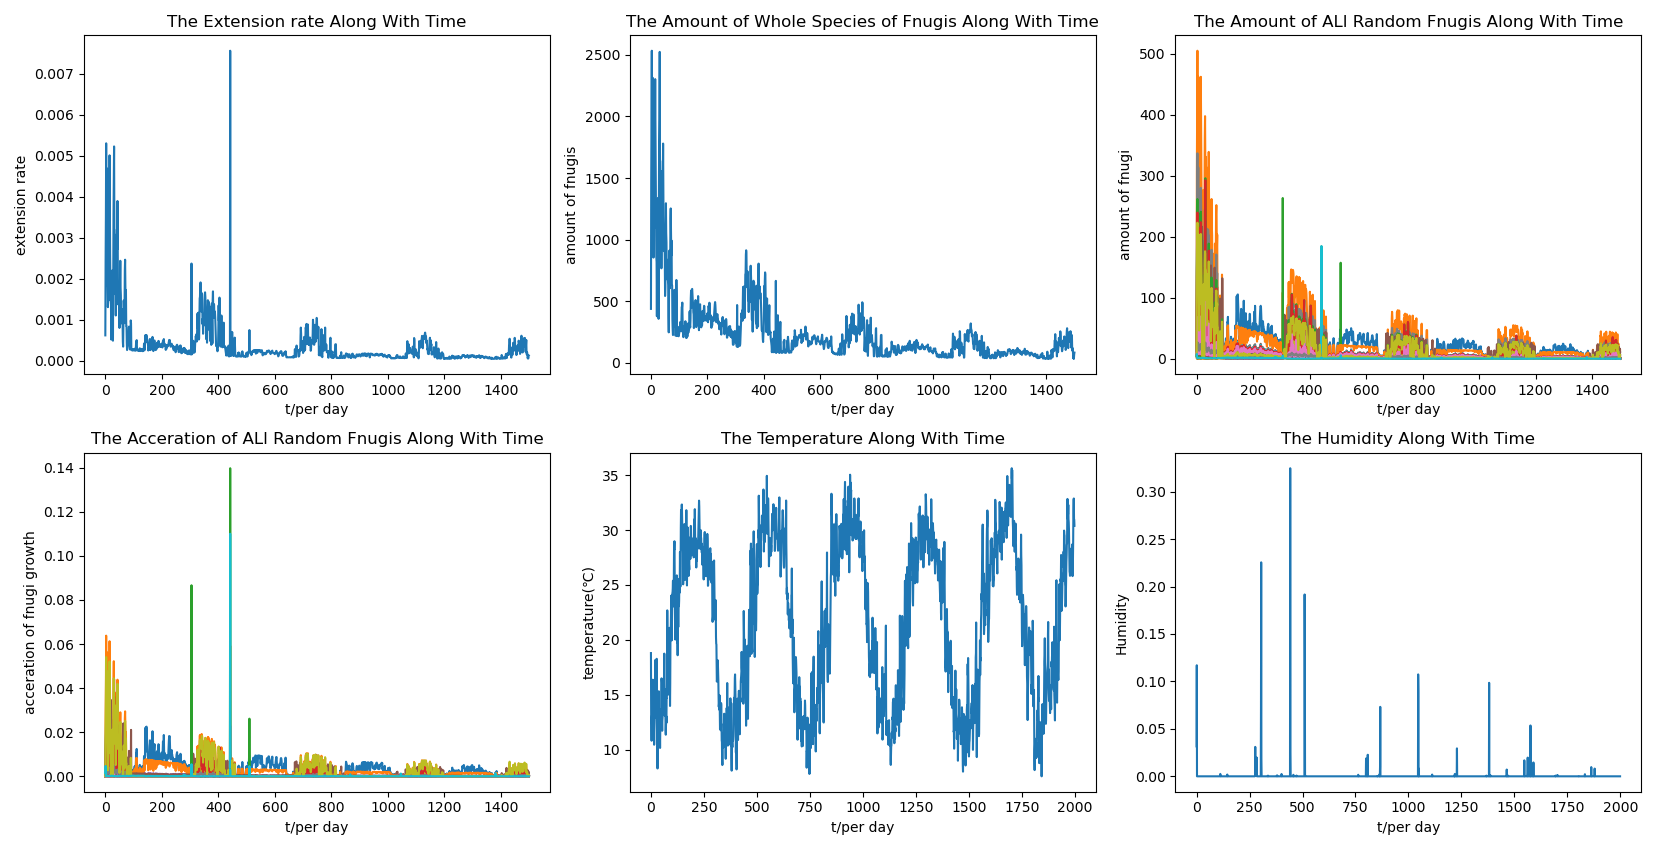 The Extension rate Along With Time
extension rate
0.007
0.006
0.005
0.004
0.003
0.002
0.001
0.000
0 200 400 600 800 1000 1200 1400
t/per day
The Amount of Whole Species of Fnugis Along With Time
amount of fnugis
2500
2000
1500
1000
500
0
0 200 400 600 800 1000 1200 1400
t/per day
The Amount of ALI Random Fnugis Along With Time
amount of fnugi
500
400
300
200
100
0
0 200 400 600 800 1000 1200 1400
t/per day
The Acceration of ALI Random Fnugis Along With Time
acceration of fnugi growth
0.14
0.12
0.10
0.08
0.06
0.04
0.02
0.00
0 200 400 600 800 1000 1200 1400
t/per day
The Temperature Along With Time
temperature(℃)
35
30
25
20
15
10
0 250 500 750 1000 1250 1500 1750 2000
t/per day
The Humidity Along With Time
Humidity
0.30
0.25
0.20
0.15
0.10
0.05
0.00
0 250 500 750 1000 1250 1500 1750 2000
t/per day